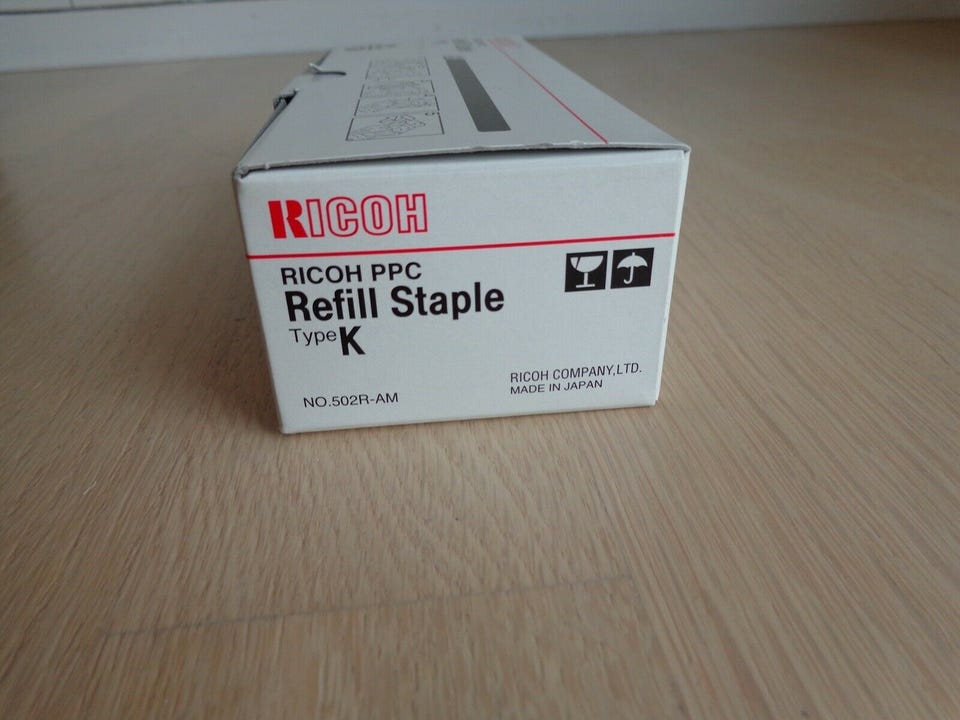 RICOH
RICOH PPC
Refill Staple
Type K
NO.502R-AM
RICOH COMPANY,LTD.
MADE IN JAPAN